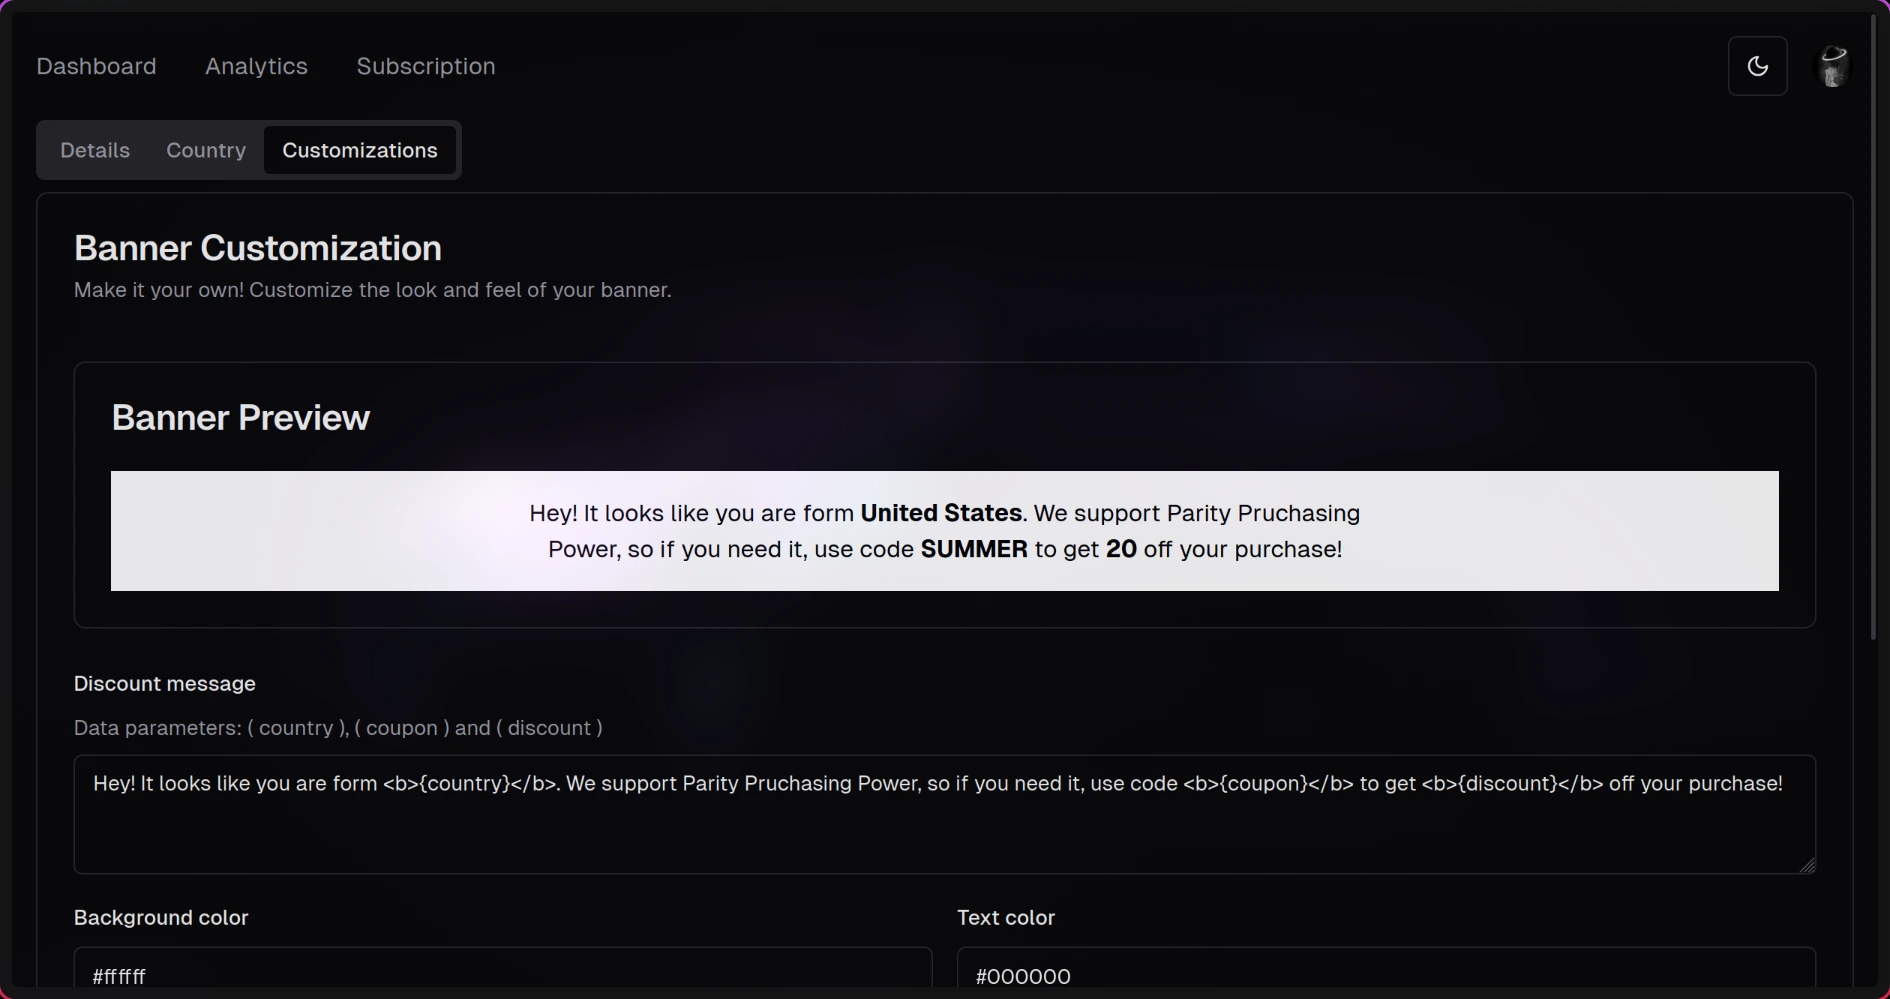 Dashboard Analytics Subscription
Details Country Customizations
Banner Customization
Make it your own! Customize the look and feel of your banner.
Banner Preview
Hey! It looks like you are form United States. We support Parity Pruchasing
Power, so if you need it, use code SUMMER to get 20 off your purchase!
Discount message
Data parameters: ( country ), ( coupon ) and ( discount )
Hey! It looks like you are form <b>{country}</b>. We support Parity Pruchasing Power, so if you need it, use code <b>{coupon}</b> to get <b>{discount}</b> off your purchase!
Background color Text color
#ffffff #000000